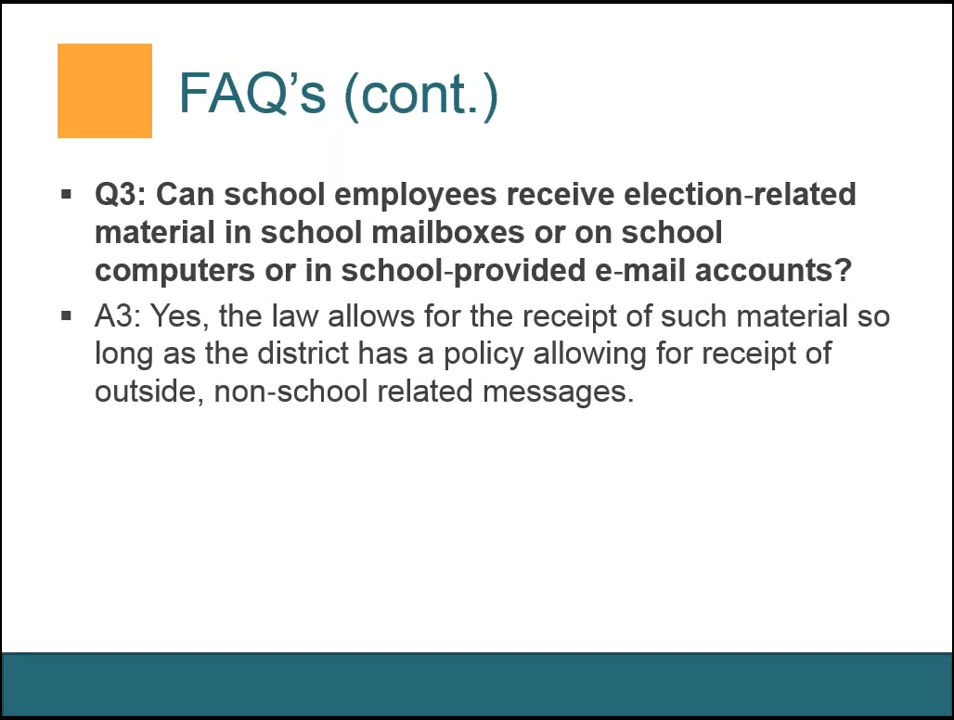 FAQ’s (cont.)
▪ Q3: Can school employees receive election-related
material in school mailboxes or on school
computers or in school-provided e-mail accounts?
▪ A3: Yes, the law allows for the receipt of such material so
long as the district has a policy allowing for receipt of
outside, non-school related messages.